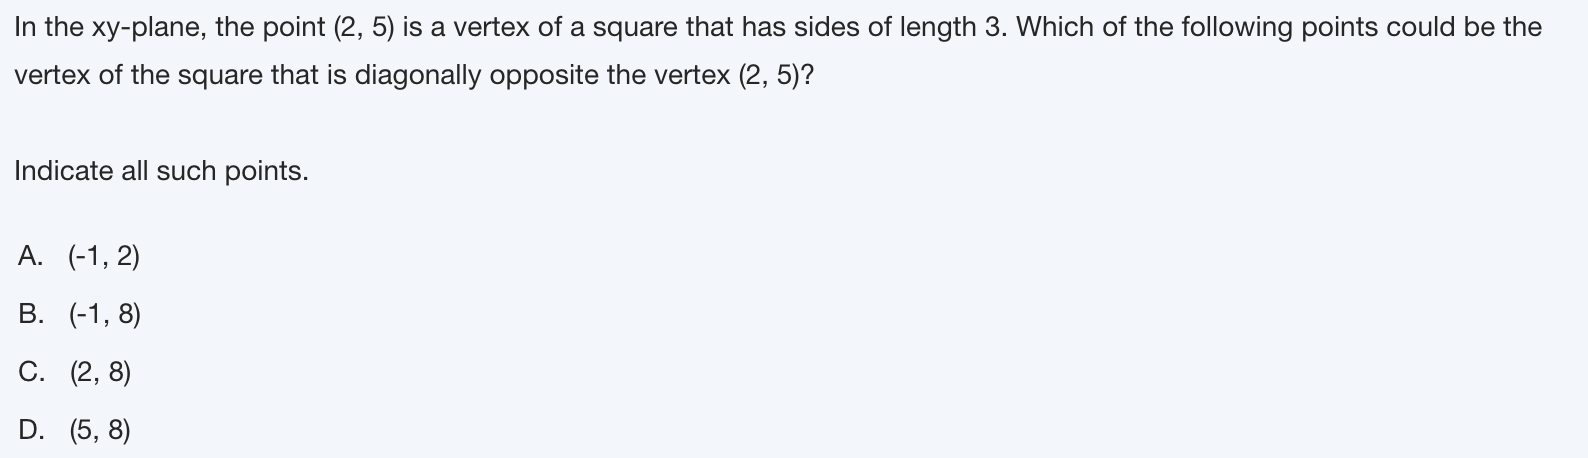 In the xy-plane, the point (2, 5) is a vertex of a square that has sides of length 3. Which of the following points could be the
vertex of the square that is diagonally opposite the vertex (2, 5)?
Indicate all such points.
A. (-1, 2)
B. (-1, 8)
C. (2, 8)
D. (5, 8)